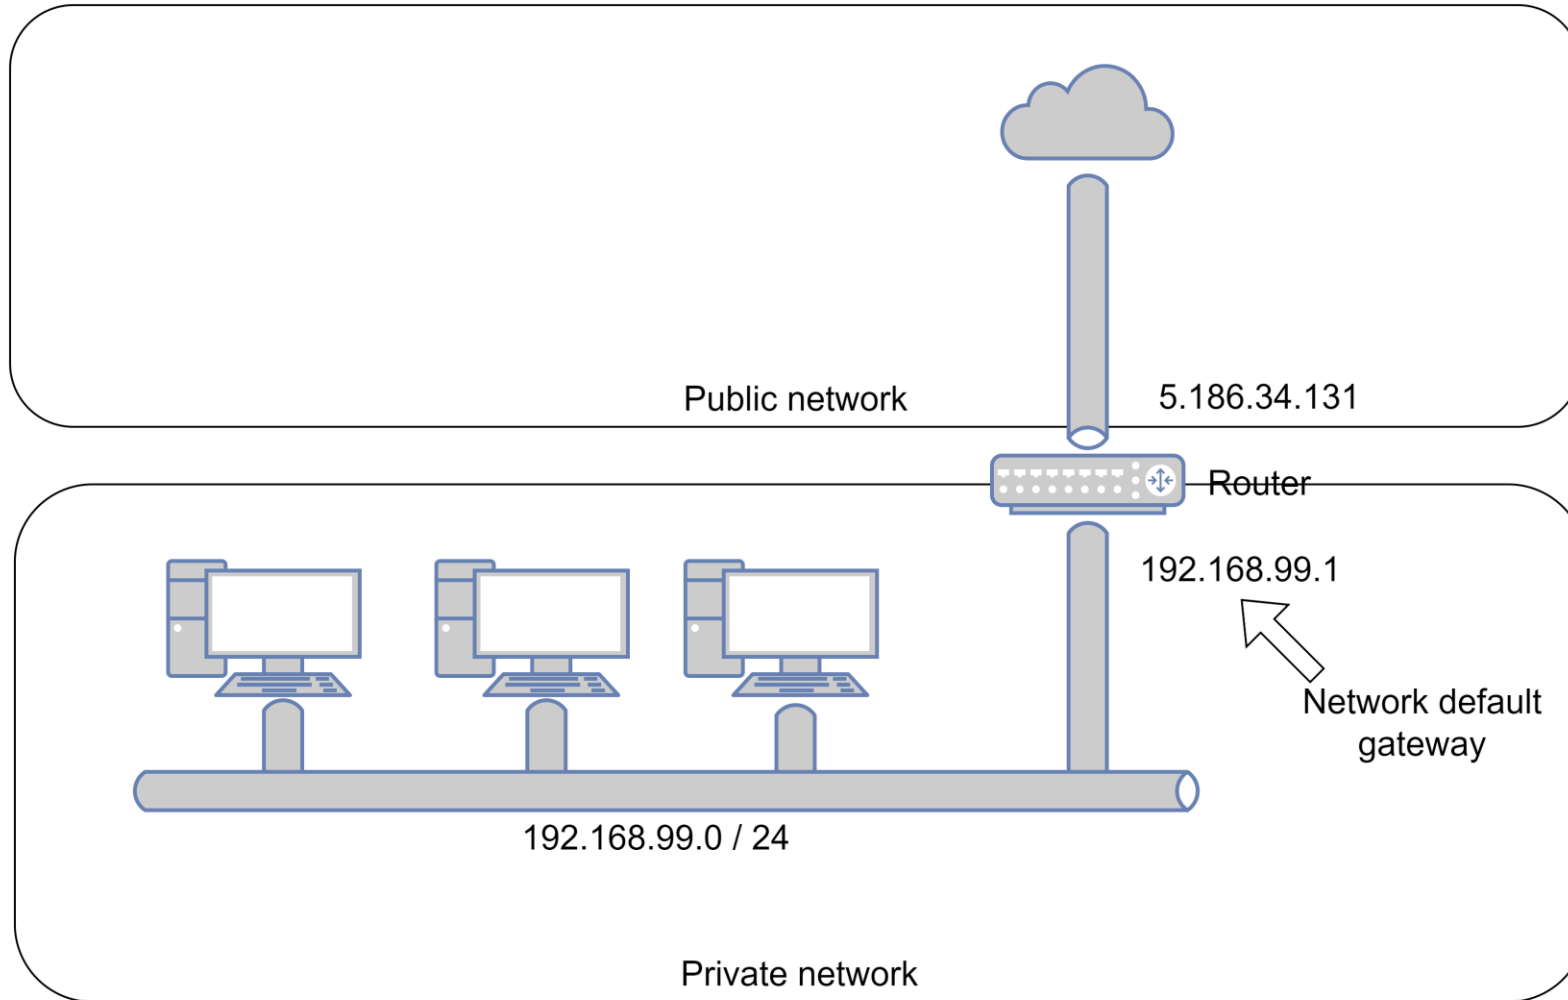 Public network
5.186.34.131
Router
192.168.99.1
Network default
gateway
192.168.99.0 / 24
Private network